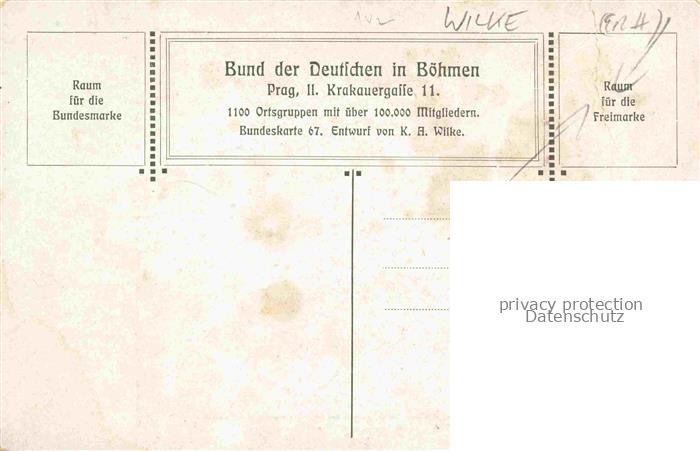 WILKE
Bund der Deutſchen in Böhmen
Prag, II. Krakauergaſſe 11.
1100 Ortsgruppen mit über 100.000 Mitgliedern.
Bundeskarte 67. Entwurf von K. A. Wilke.
Raum
für die
Bundesmarke
Raum
für die
Freimarke
privacy protection
Datenschutz